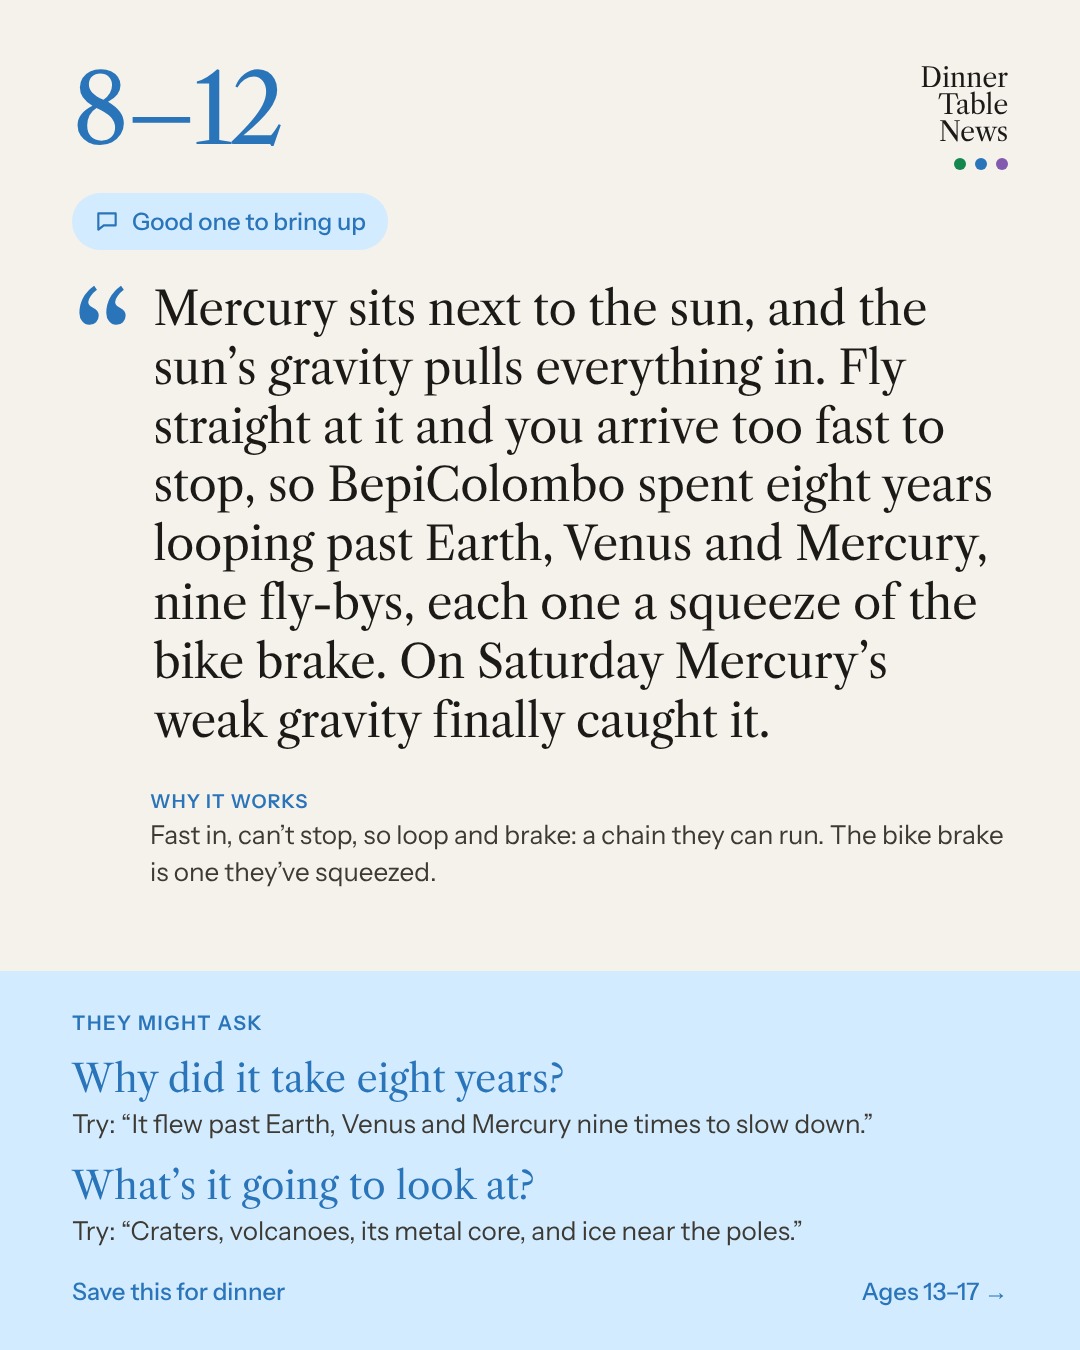 8–12
Dinner
Table
News
Good one to bring up
“Mercury sits next to the sun, and the
sun’s gravity pulls everything in. Fly
straight at it and you arrive too fast to
stop, so BepiColombo spent eight years
looping past Earth, Venus and Mercury,
nine fly-bys, each one a squeeze of the
bike brake. On Saturday Mercury’s
weak gravity finally caught it.
WHY IT WORKS
Fast in, can’t stop, so loop and brake: a chain they can run. The bike brake
is one they’ve squeezed.
THEY MIGHT ASK
Why did it take eight years?
Try: “It flew past Earth, Venus and Mercury nine times to slow down.”
What’s it going to look at?
Try: “Craters, volcanoes, its metal core, and ice near the poles.”
Save this for dinner
Ages 13–17 →